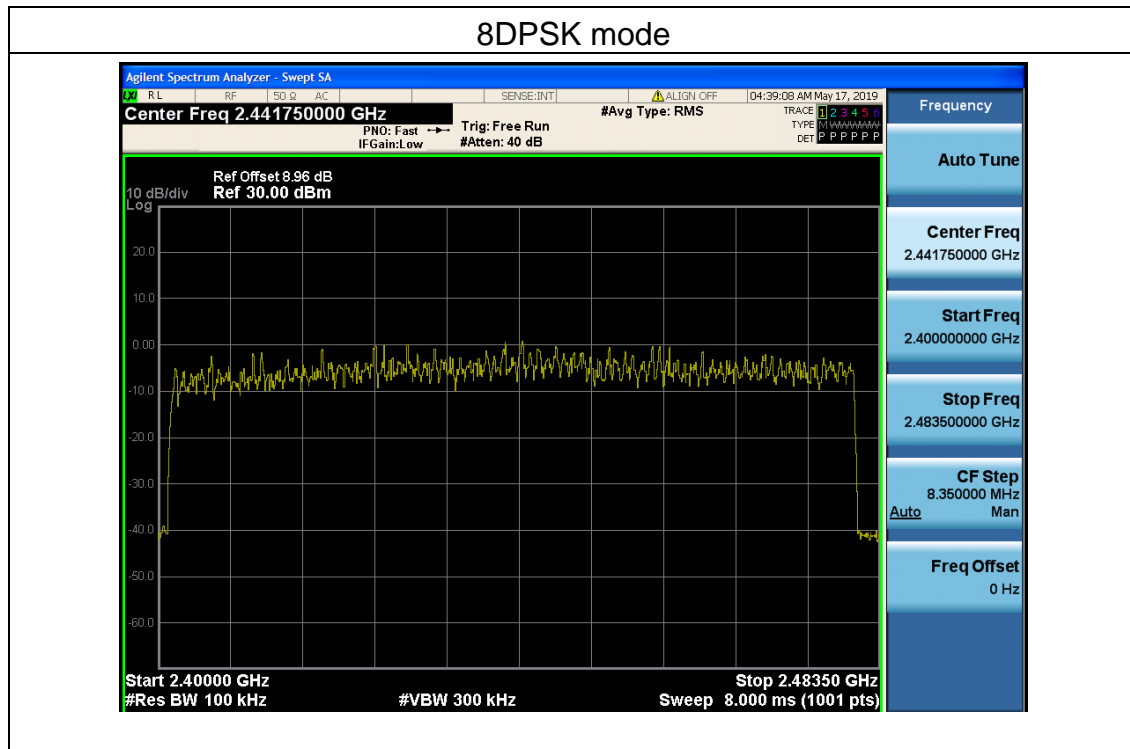 8DPSK mode
Agilent Spectrum Analyzer - Swept SA
LXI RL RF 50 Ω AC SENSE:INT ALIGN OFF 04:39:08 AM May 17, 2019
Center Freq 2.441750000 GHz
#Avg Type: RMS
TRACE 1 2 3 4 5 6
PNO: Fast Trig: Free Run
TYPE M WWWWW
IFGain:Low #Atten: 40 dB
DET P P P P P P
Frequency
Auto Tune
Ref Offset 8.96 dB
10 dB/div Ref 30.00 dBm
Log
20.0
10.0
0.00
-10.0
-20.0
-30.0
-40.0
-50.0
-60.0
Center Freq
2.441750000 GHz
Start Freq
2.400000000 GHz
Stop Freq
2.483500000 GHz
CF Step
8.350000 MHz
Auto Man
Freq Offset
0 Hz
Start 2.40000 GHz Stop 2.48350 GHz
#Res BW 100 kHz #VBW 300 kHz Sweep 8.000 ms (1001 pts)